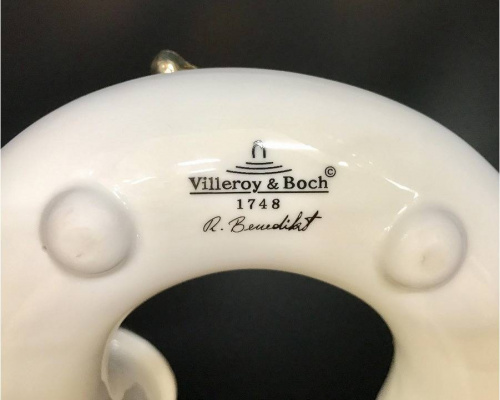 Villeroy & Boch ©
1748
R. Benedikt